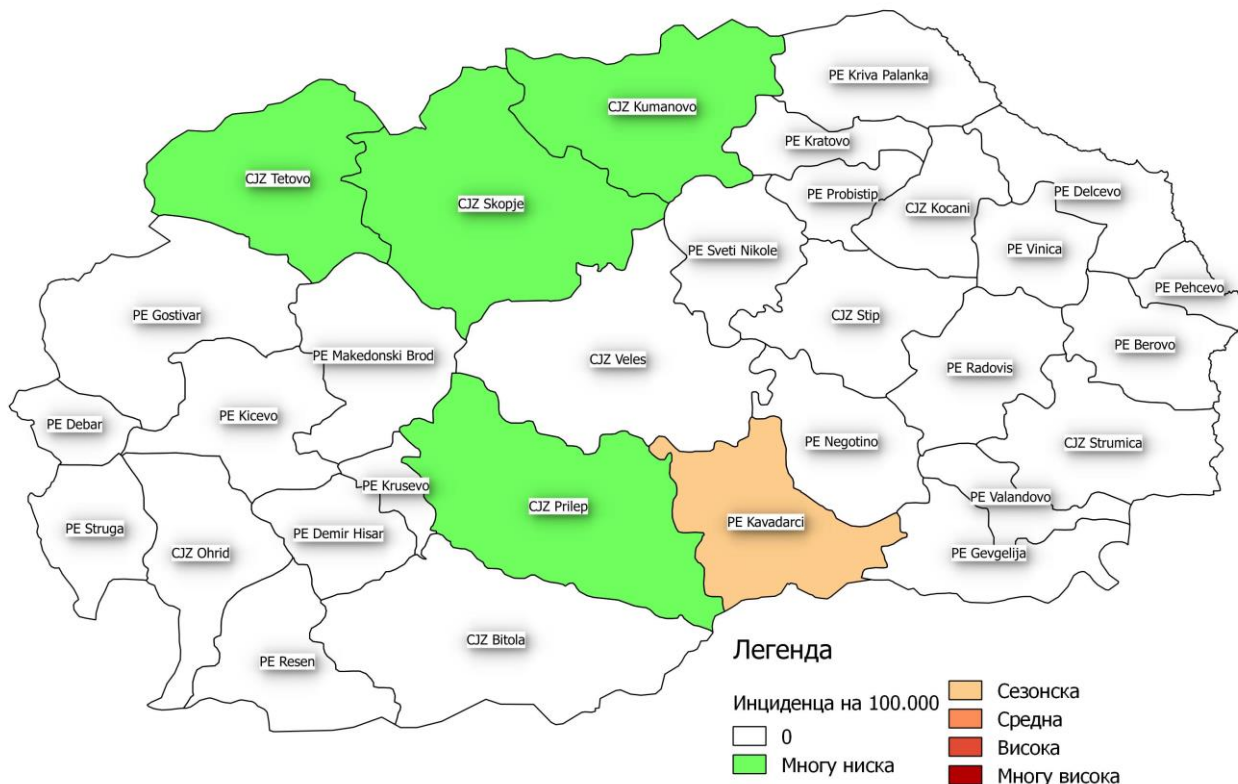 PE Kriva Palanka
CJZ Kumanovo
PE Kratovo
CJZ Tetovo
PE Probistip
PE Delcevo
CJZ Skopje
CJZ Kocani
PE Sveti Nikole
PE Vinica
PE Pehcevo
PE Gostivar
CJZ Stip
PE Berovo
PE Makedonski Brod
CJZ Veles
PE Radovis
PE Kicevo
PE Debar
PE Negotino
CJZ Strumica
PE Krusevo
PE Valandovo
CJZ Prilep
PE Kavadarci
PE Struga
PE Demir Hisar
CJZ Ohrid
PE Gevgelija
CJZ Bitola
PE Resen
Легенда
Инциденца на 100.000
0
Многу ниска
Сезонска
Средна
Висока
Многу висока